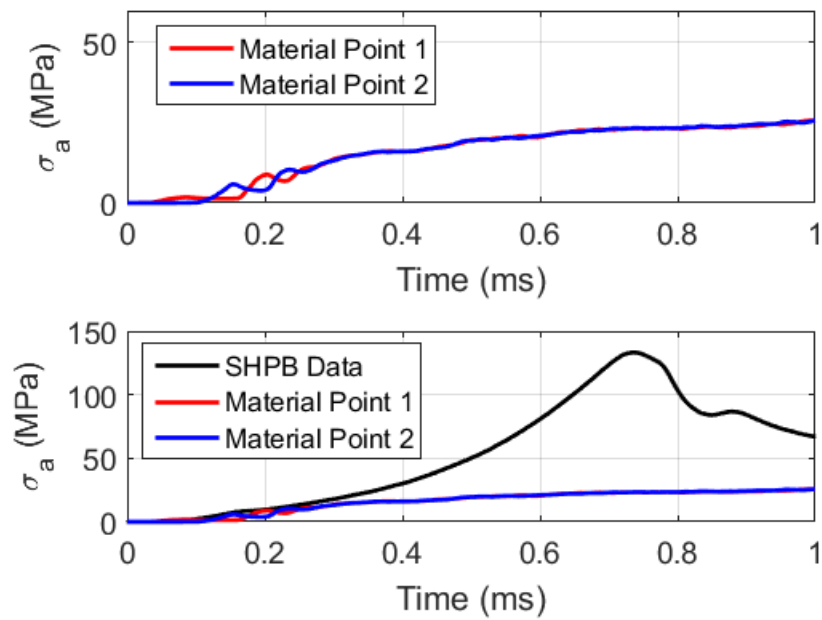 σa (MPa)
50
0
Material Point 1
Material Point 2
0 0.2 0.4 0.6 0.8 1
Time (ms)
σa (MPa)
150
100
50
0
SHPB Data
Material Point 1
Material Point 2
0 0.2 0.4 0.6 0.8 1
Time (ms)